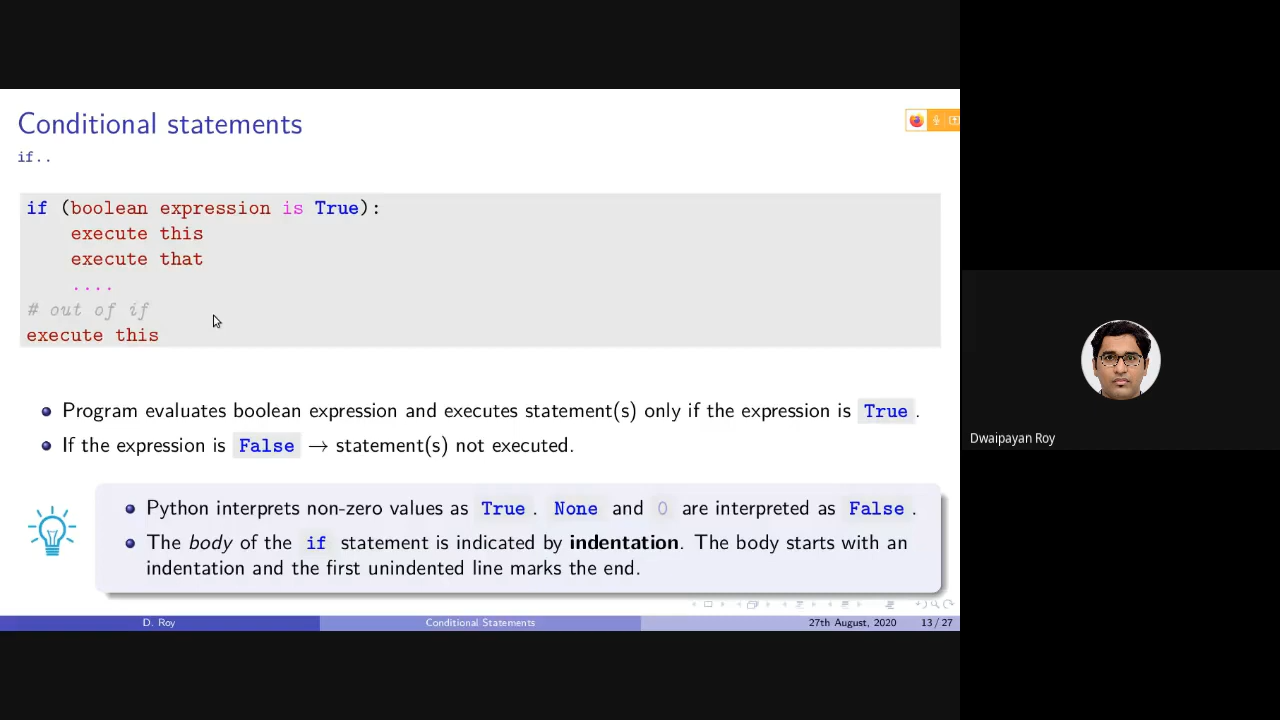 Conditional statements
if..
if (boolean expression is True):
    execute this
    execute that
    ....
# out of if
execute this
Program evaluates boolean expression and executes statement(s) only if the expression is True .
If the expression is False → statement(s) not executed.
Python interprets non-zero values as True . None and 0 are interpreted as False .
The body of the if statement is indicated by indentation. The body starts with an
indentation and the first unindented line marks the end.
D. Roy Conditional Statements 27th August, 2020 13 / 27
Dwaipayan Roy